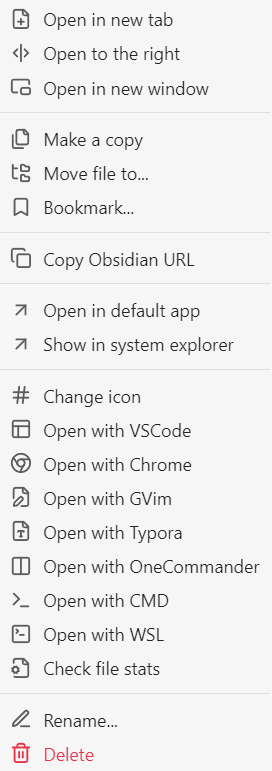 Open in new tab
Open to the right
Open in new window
Make a copy
Move file to...
Bookmark...
Copy Obsidian URL
Open in default app
Show in system explorer
Change icon
Open with VSCode
Open with Chrome
Open with GVim
Open with Typora
Open with OneCommander
Open with CMD
Open with WSL
Check file stats
Rename...
Delete